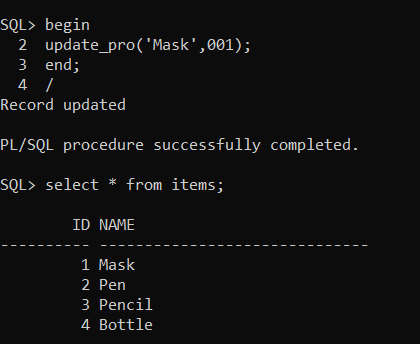 SQL> begin
  2  update_pro('Mask',001);
  3  end;
  4  /
Record updated

PL/SQL procedure successfully completed.

SQL> select * from items;

        ID NAME
---------- ------------------------------
         1 Mask
         2 Pen
         3 Pencil
         4 Bottle